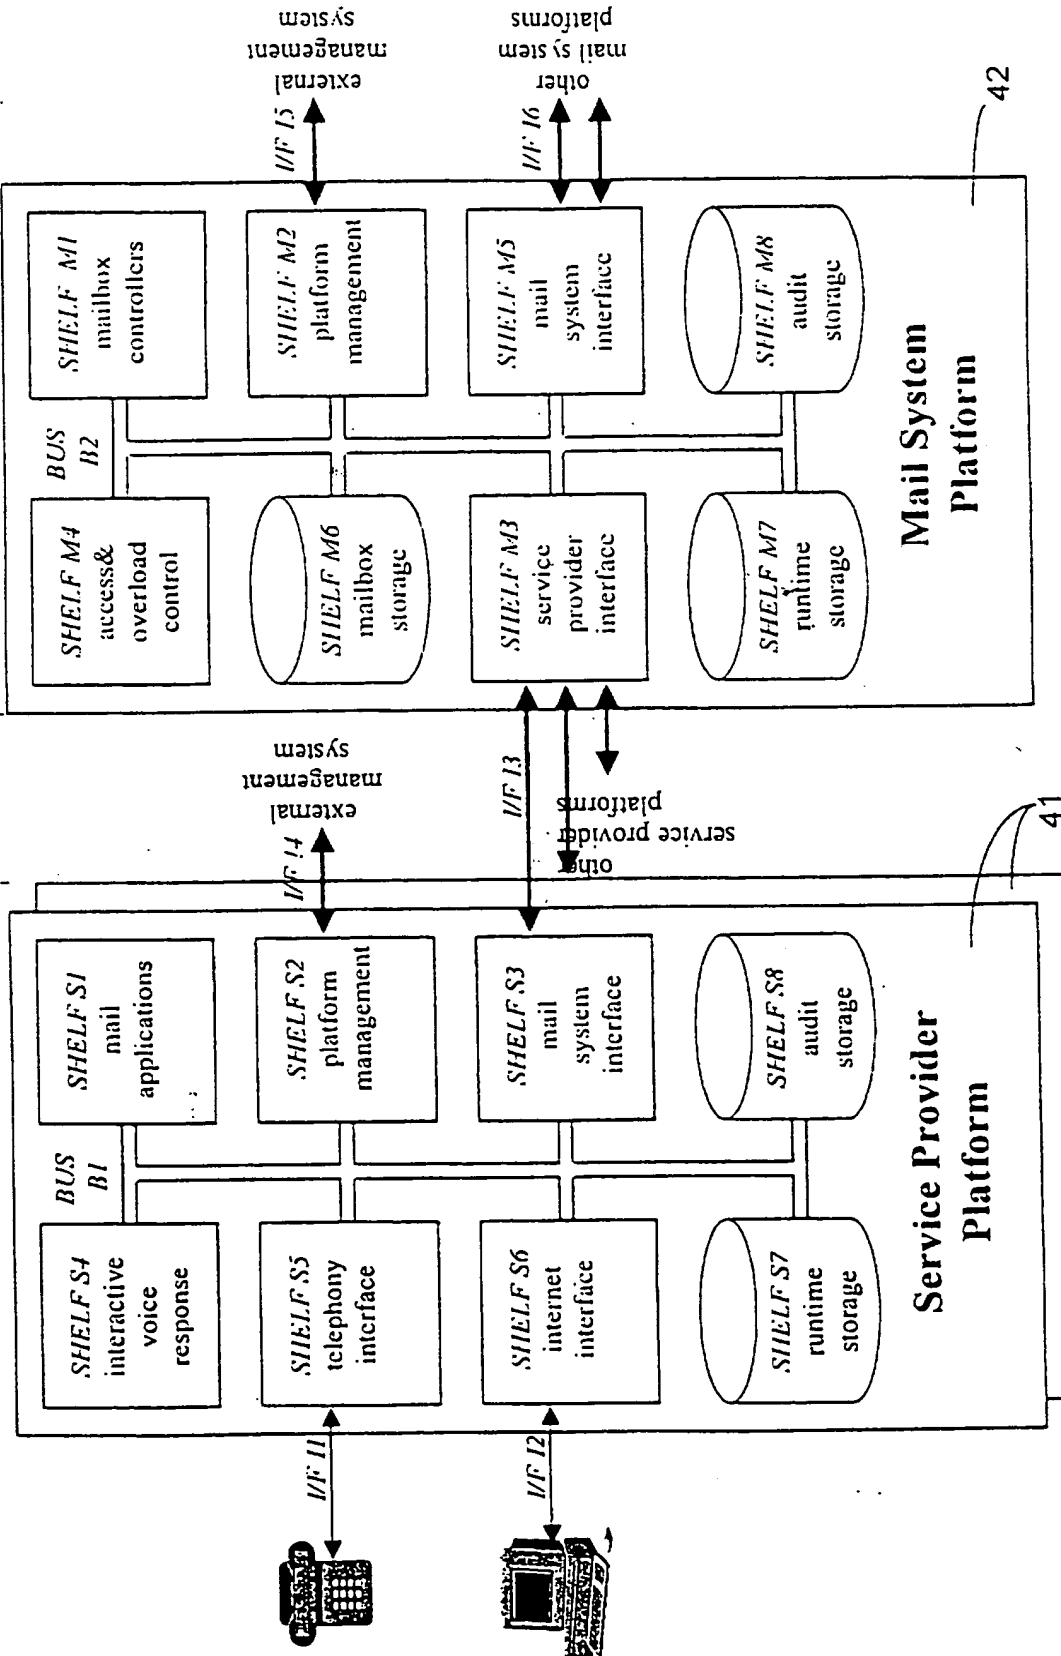 I/F I1
I/F I2
SHELF S4
interactive
voice
response
BUS
B1
SHELF S1
mail
applications
SHELF S5
telephony
interface
SHELF S2
platform
management
SHELF S6
internet
interface
SHELF S3
mail
system
interface
SHELF S7
runtime
storage
SHELF S8
audit
storage
Service Provider
Platform
41
I/F I4
external
management
system
I/F I3
other
service provider
platforms
SHELF M4
access&
overload
control
BUS
B2
SHELF M1
mailbox
controllers
SHELF M6
mailbox
storage
SHELF M2
platform
management
SHELF M3
service
provider
interface
SHELF M5
mail
system
interface
SHELF M7
runtime
storage
SHELF M8
audit
storage
Mail System
Platform
42
I/F I5
external
management
system
I/F I6
other
mail system
platforms